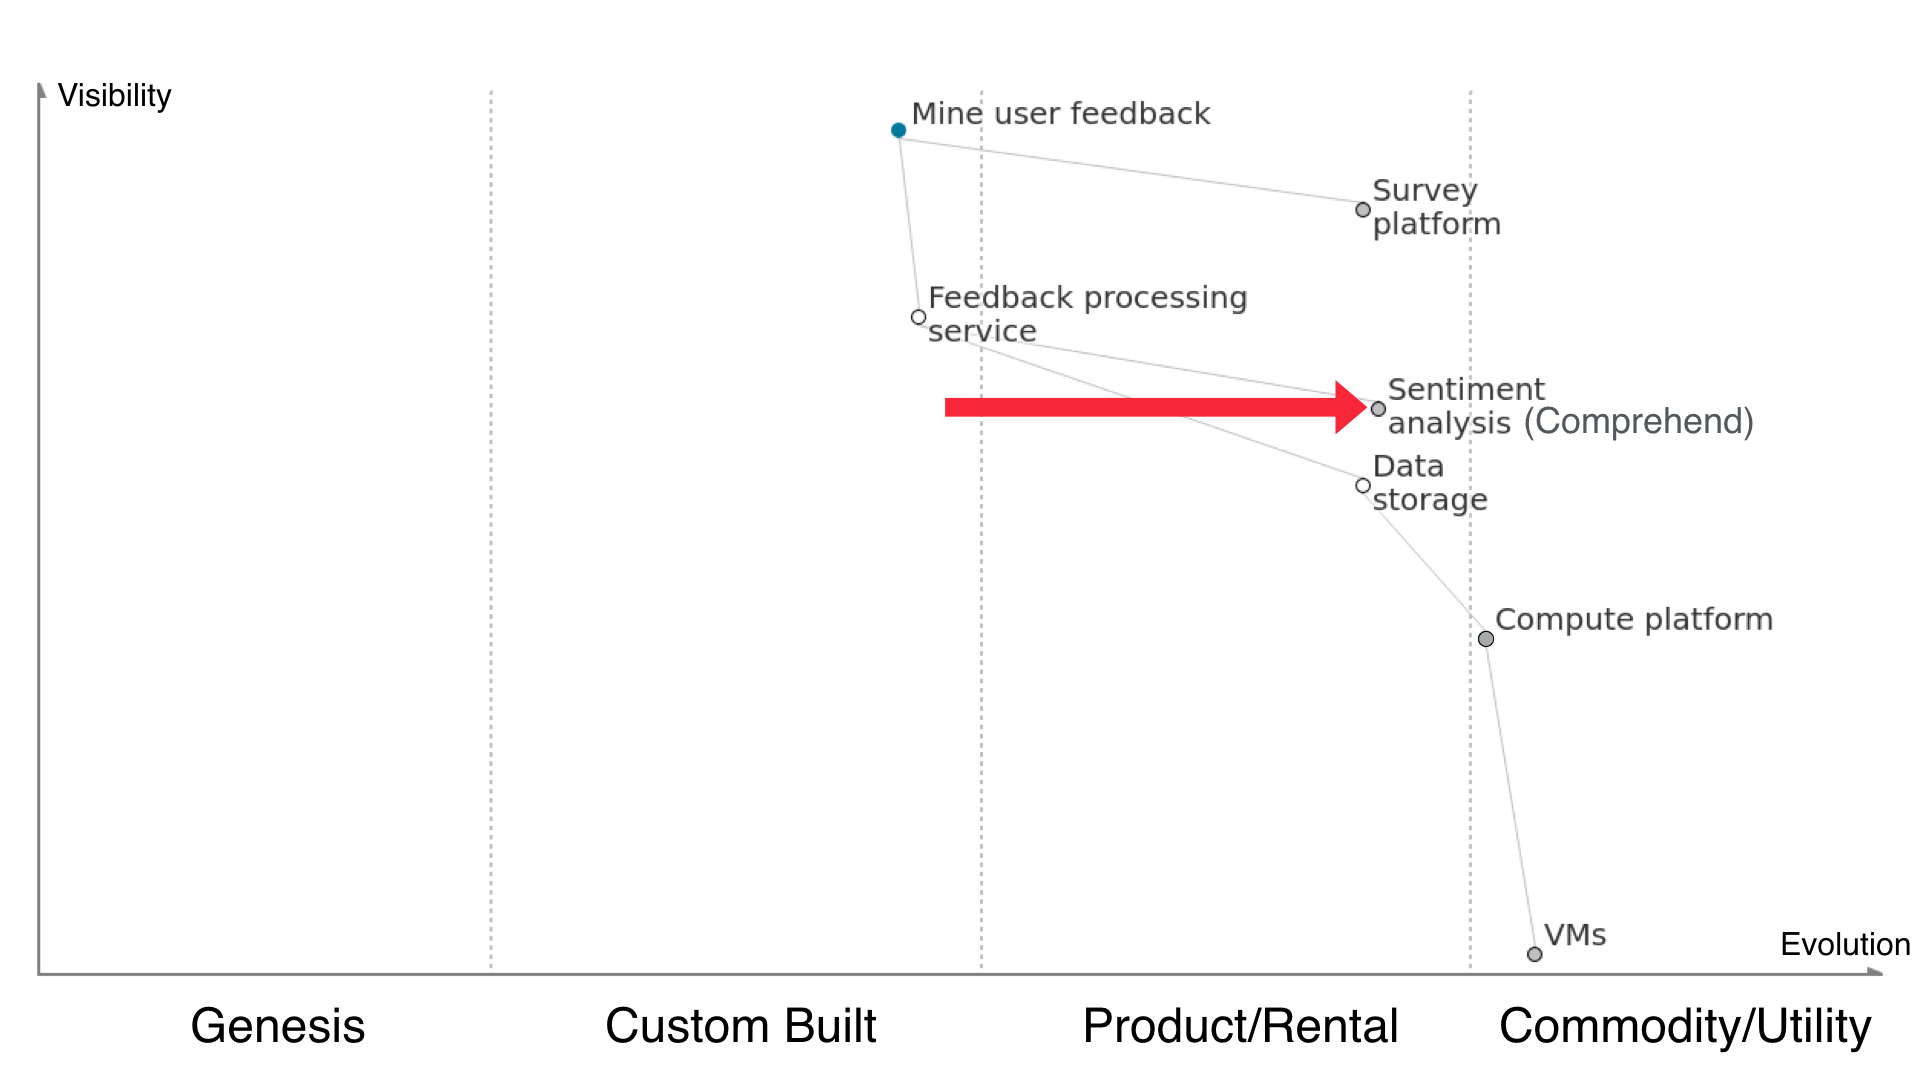 Visibility
Mine user feedback
Survey
platform
Feedback processing
service
Sentiment
analysis (Comprehend)
Data
storage
Compute platform
VMs
Evolution
Genesis
Custom Built
Product/Rental
Commodity/Utility